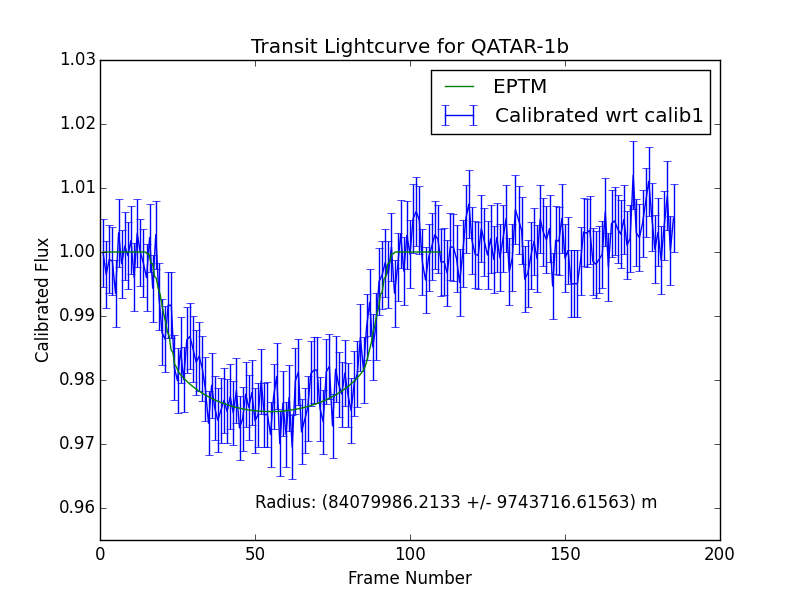 Transit Lightcurve for QATAR-1b
EPTM
Calibrated wrt calib1
Calibrated Flux
1.03
1.02
1.01
1.00
0.99
0.98
0.97
0.96
Radius: (84079986.2133 +/- 9743716.61563) m
0 50 100 150 200
Frame Number